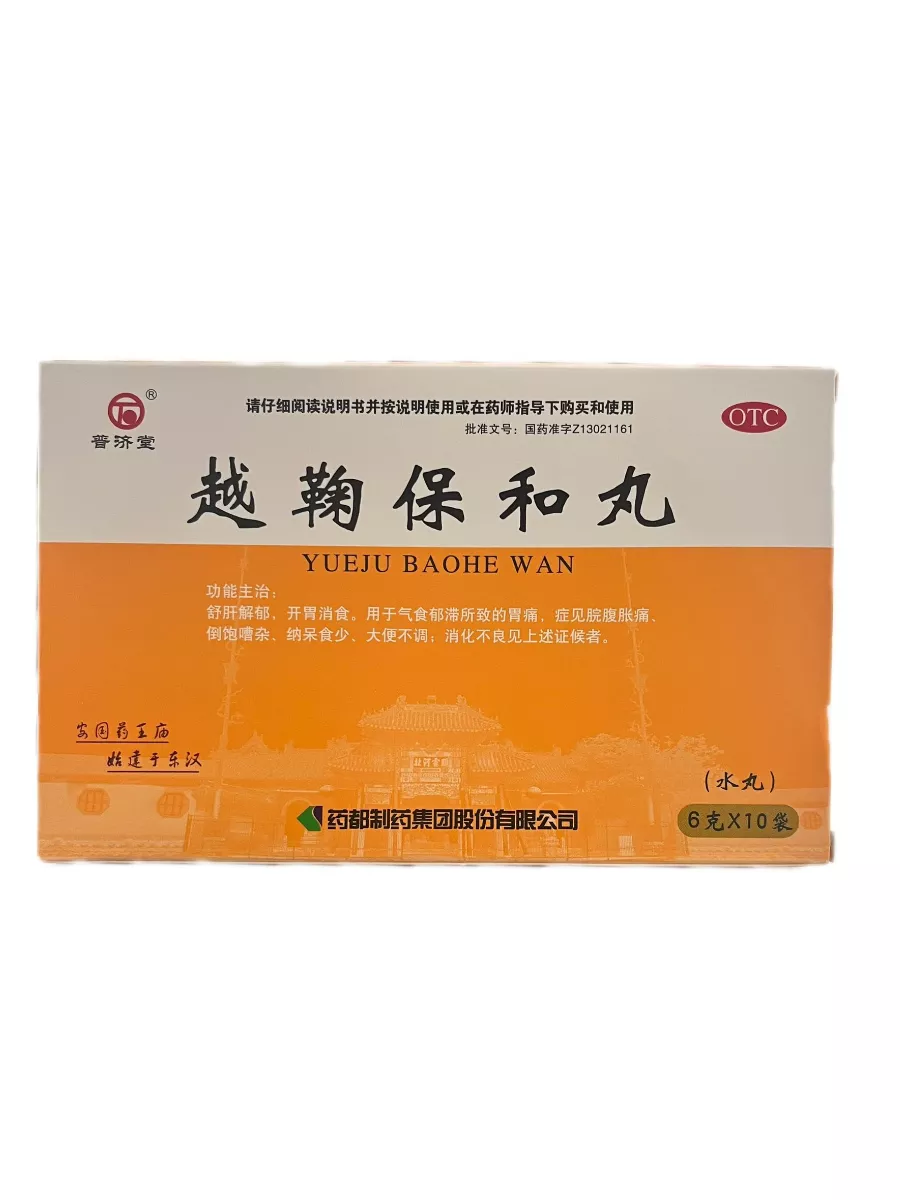 ®
普济堂
请仔细阅读说明书并按说明使用或在药师指导下购买和使用
批准文号：国药准字Z13021161
OTC
越鞠保和丸
YUEJU BAOHE WAN
功能主治：
舒肝解郁，开胃消食。用于气食郁滞所致的胃痛，症见脘腹胀痛、
倒饱嘈杂、纳呆食少、大便不调；消化不良见上述证候者。
安国药王庙
始建于东汉
药都制药集团股份有限公司
（水丸）
6克X10袋